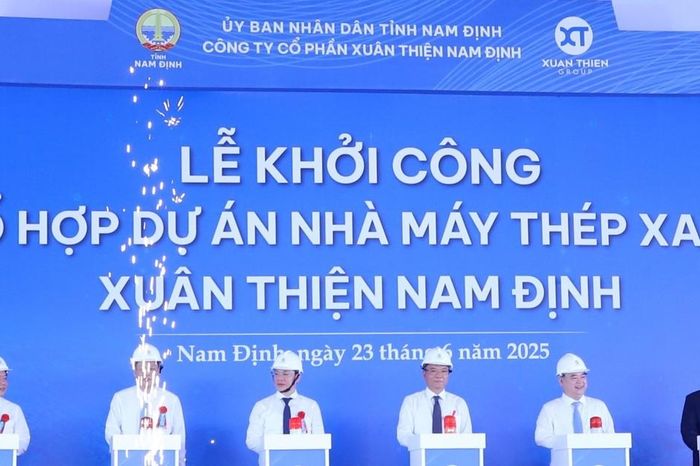 ỦY BAN NHÂN DÂN TỈNH NAM ĐỊNH
CÔNG TY CỔ PHẦN XUÂN THIỆN NAM ĐỊNH
TỈNH
NAM ĐỊNH
XT
XUAN THIEN
GROUP
LỄ KHỞI CÔNG
HỢP DỰ ÁN NHÀ MÁY THÉP XA
XUÂN THIỆN NAM ĐỊNH
Nam Định, ngày 23 tháng 6 năm 2025